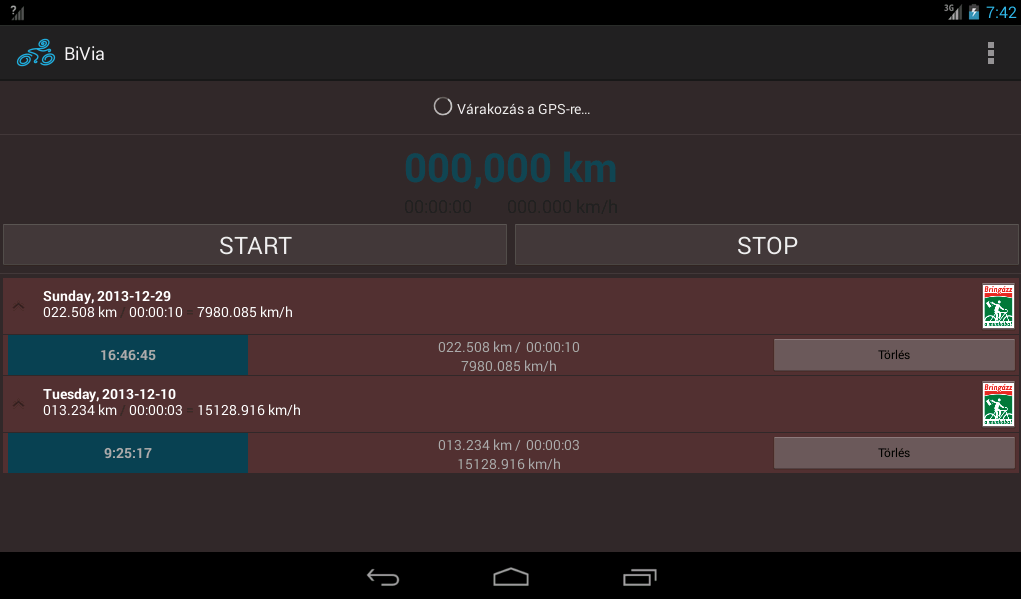 ?
3G
7:42
BiVia
Várakozás a GPS-re...
000,000 km
00:00:00 000.000 km/h
START
STOP
Sunday, 2013-12-29
022.508 km / 00:00:10 = 7980.085 km/h
Bringázz
a munkába!
16:46:45
022.508 km / 00:00:10
7980.085 km/h
Törlés
Tuesday, 2013-12-10
013.234 km / 00:00:03 = 15128.916 km/h
Bringázz
a munkába!
9:25:17
013.234 km / 00:00:03
15128.916 km/h
Törlés